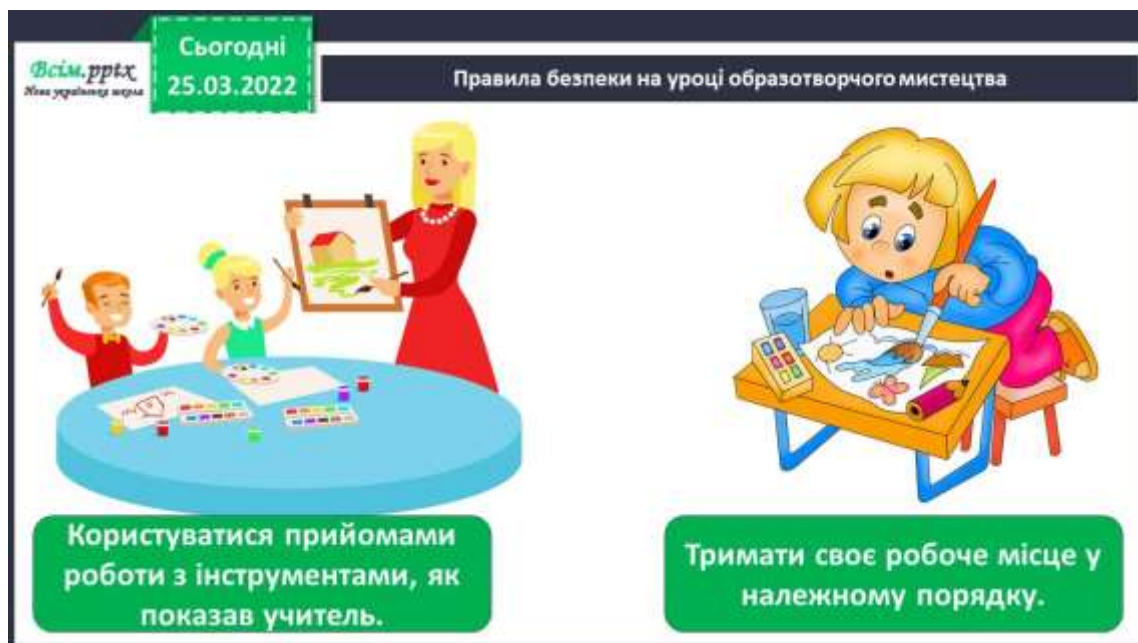 Сьогодні
25.03.2022
Всім.pptx
Нова українська школа
Правила безпеки на уроці образотворчого мистецтва
Користуватися прийомами
роботи з інструментами, як
показав учитель.
Тримати своє робоче місце у
належному порядку.